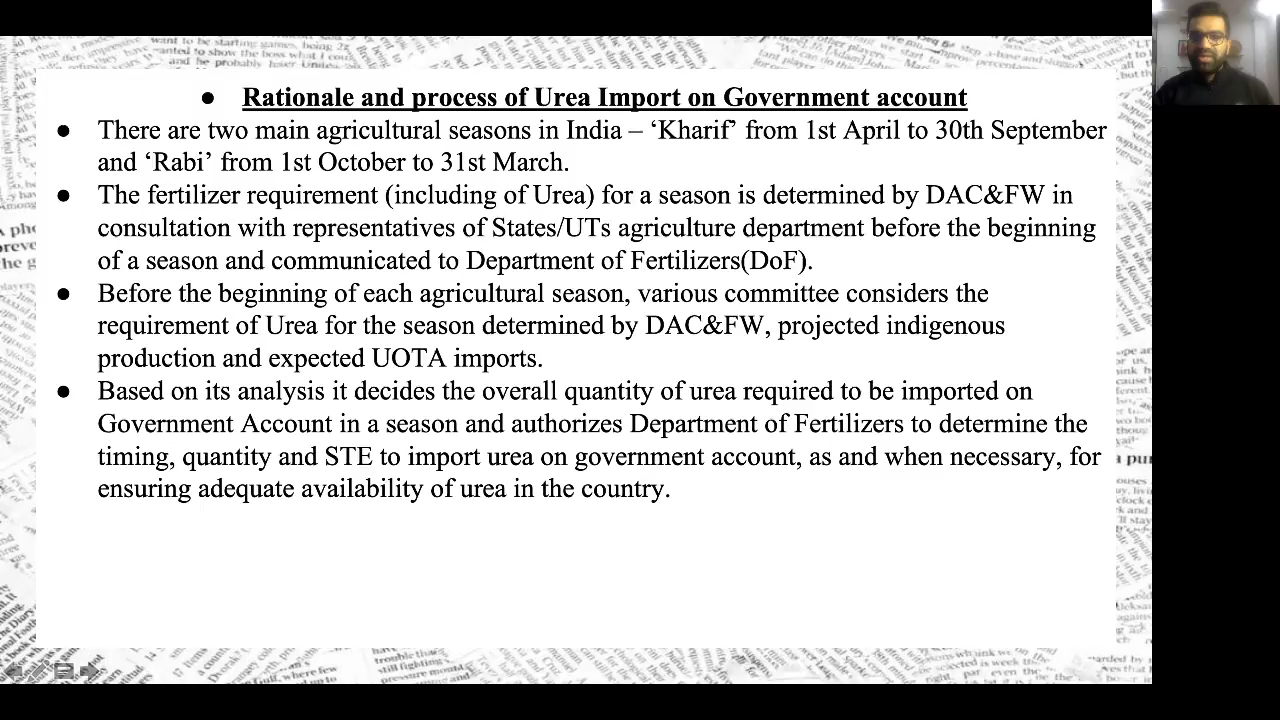 ● Rationale and process of Urea Import on Government account
● There are two main agricultural seasons in India – ‘Kharif’ from 1st April to 30th September
and ‘Rabi’ from 1st October to 31st March.
● The fertilizer requirement (including of Urea) for a season is determined by DAC&FW in
consultation with representatives of States/UTs agriculture department before the beginning
of a season and communicated to Department of Fertilizers(DoF).
● Before the beginning of each agricultural season, various committee considers the
requirement of Urea for the season determined by DAC&FW, projected indigenous
production and expected UOTA imports.
● Based on its analysis it decides the overall quantity of urea required to be imported on
Government Account in a season and authorizes Department of Fertilizers to determine the
timing, quantity and STE to import urea on government account, as and when necessary, for
ensuring adequate availability of urea in the country.